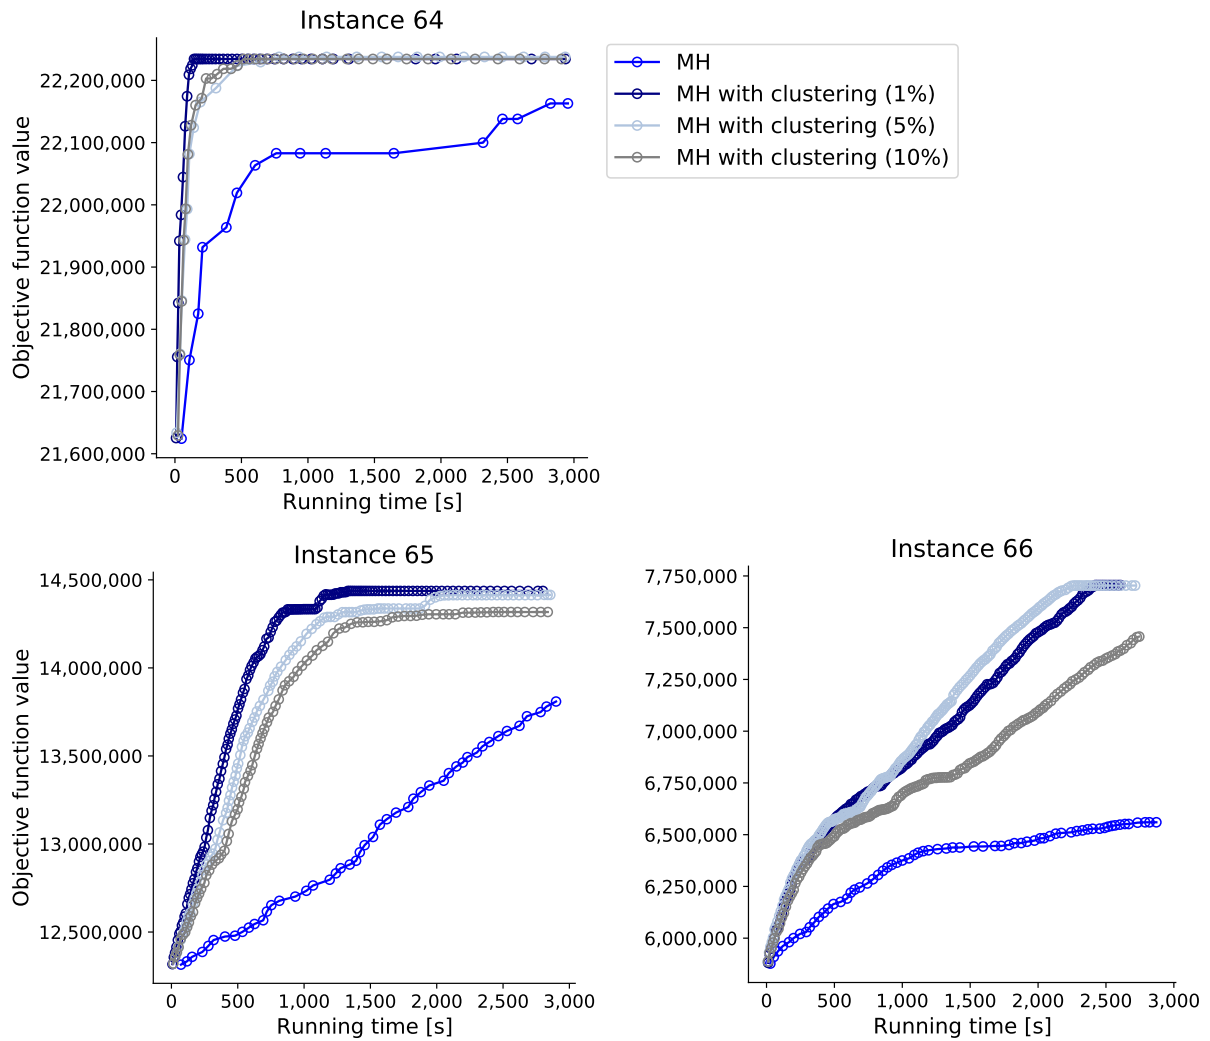 Instance 64
Objective function value
22,200,000
22,100,000
22,000,000
21,900,000
21,800,000
21,700,000
21,600,000
0 500 1,000 1,500 2,000 2,500 3,000
Running time [s]
MH
MH with clustering (1%)
MH with clustering (5%)
MH with clustering (10%)
Instance 65
Objective function value
14,500,000
14,000,000
13,500,000
13,000,000
12,500,000
0 500 1,000 1,500 2,000 2,500 3,000
Running time [s]
Instance 66
7,750,000
7,500,000
7,250,000
7,000,000
6,750,000
6,500,000
6,250,000
6,000,000
0 500 1,000 1,500 2,000 2,500 3,000
Running time [s]